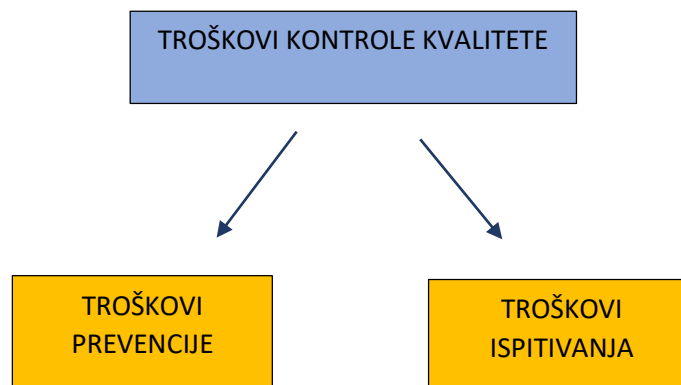 TROŠKOVI KONTROLE KVALITETE
TROŠKOVI
PREVENCIJE
TROŠKOVI
ISPITIVANJA